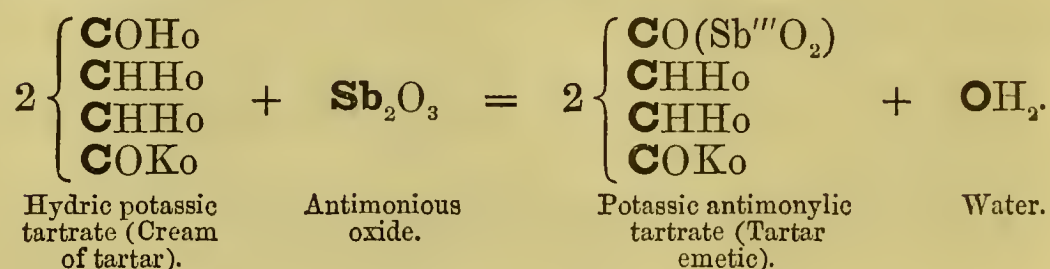 2 { COHo CHHo CHHo COKo + Sb₂O₃ = 2 { CO(Sb‴O₂) CHHo CHHo COKo + OH₂.
Hydric potassic tartrate (Cream of tartar).
Antimonious oxide.
Potassic antimonylic tartrate (Tartar emetic).
Water.